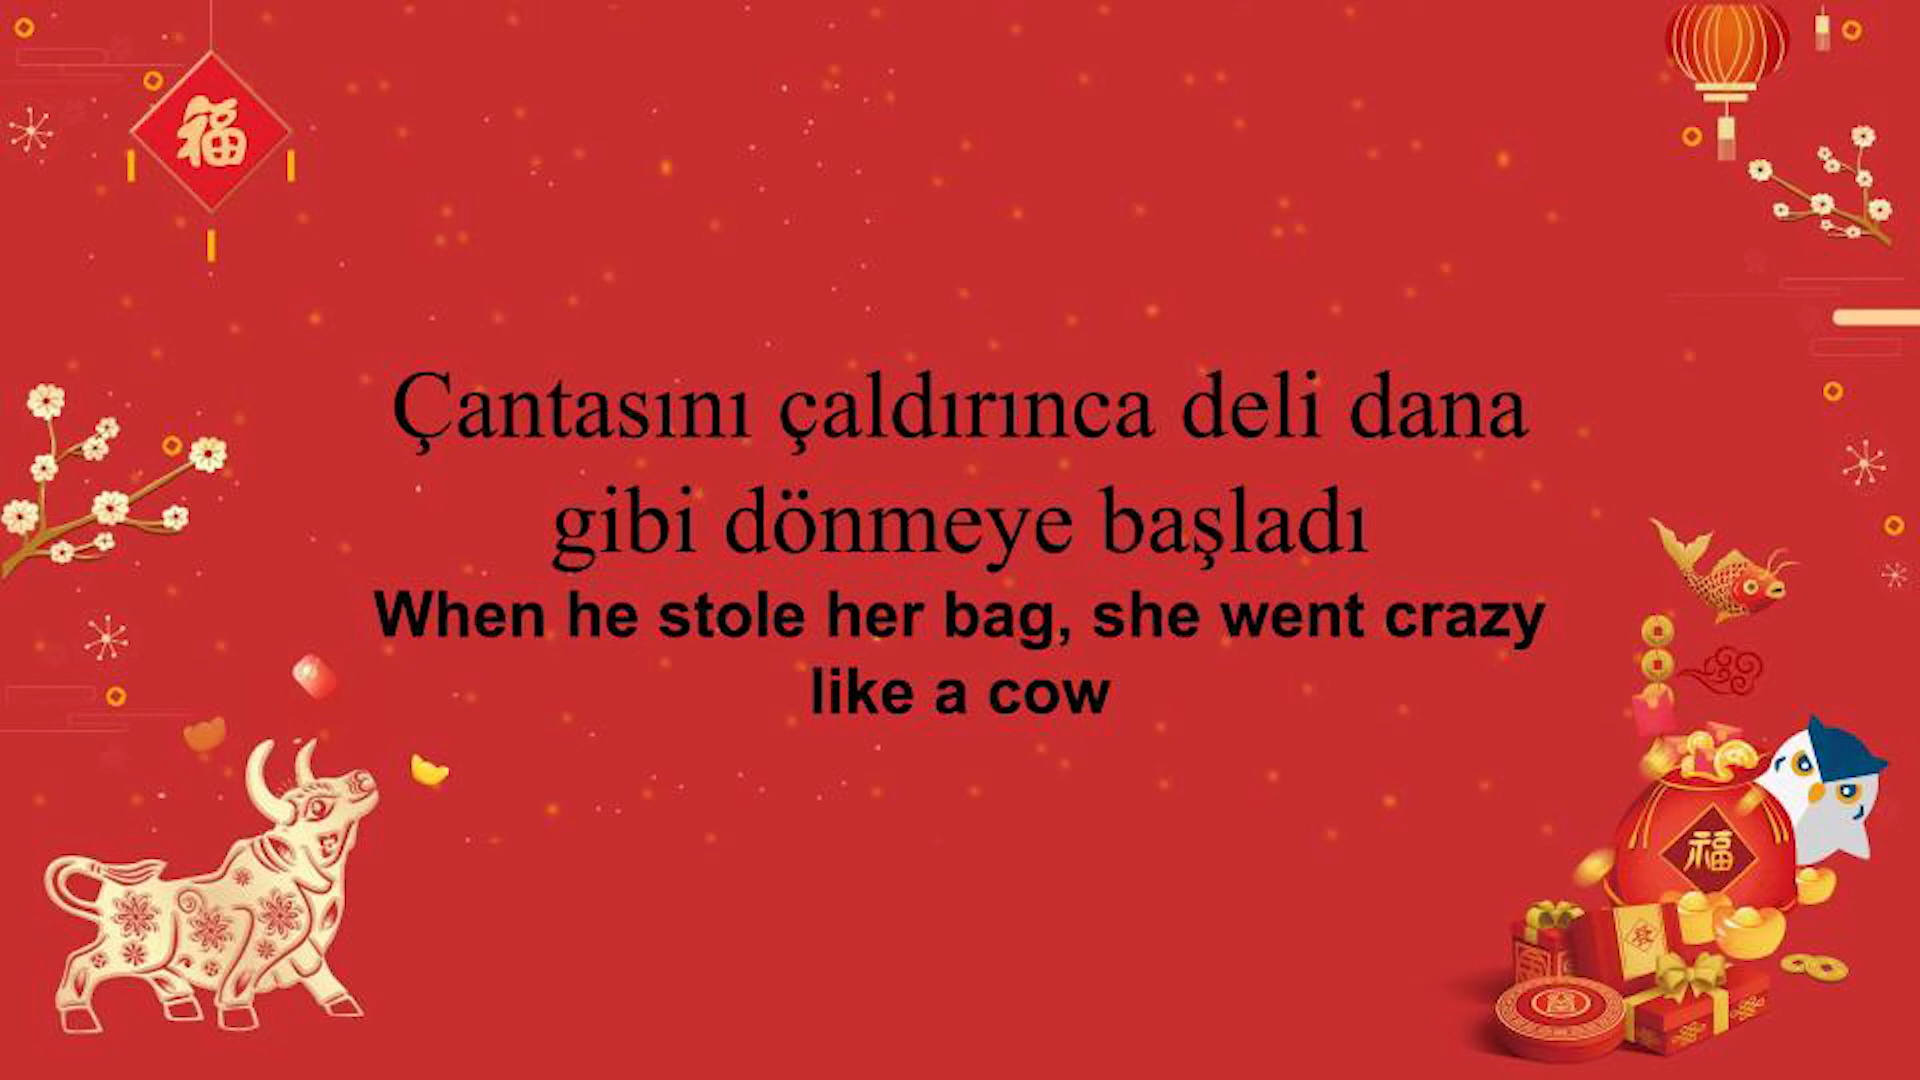 福
Çantasını çaldırınca deli dana
gibi dönmeye başladı
When he stole her bag, she went crazy
like a cow
福